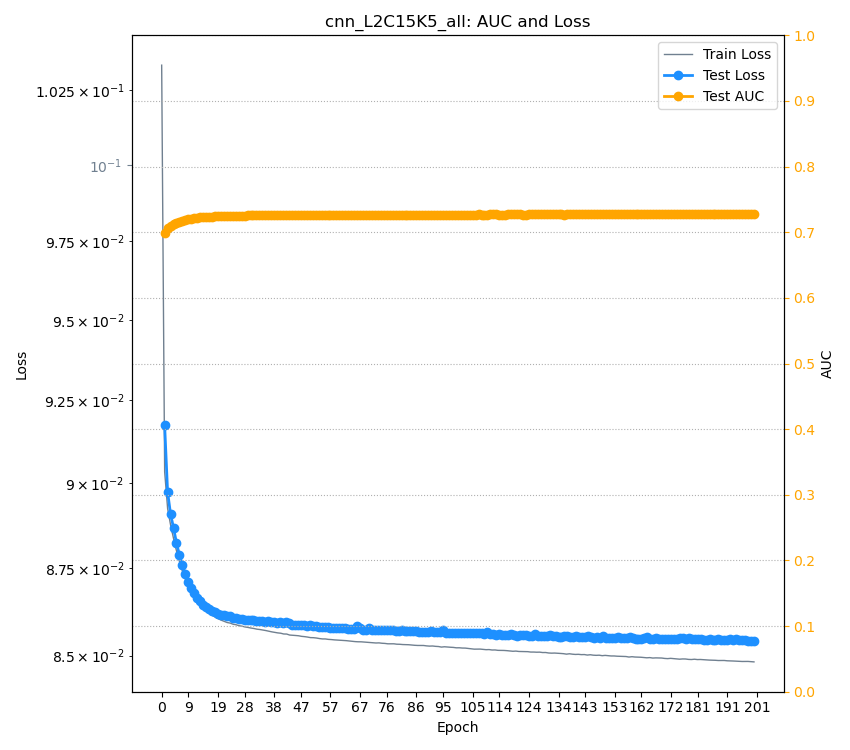 cnn_L2C15K5_all: AUC and Loss
Train Loss
Test Loss
Test AUC
1.025 × 10⁻¹
10⁻¹
9.75 × 10⁻²
9.5 × 10⁻²
9.25 × 10⁻²
9 × 10⁻²
8.75 × 10⁻²
8.5 × 10⁻²
Loss
1.0
0.9
0.8
0.7
0.6
0.5
0.4
0.3
0.2
0.1
0.0
AUC
0 9 19 28 38 47 57 67 76 86 95 105 114 124 134 143 153 162 172 181 191 201
Epoch